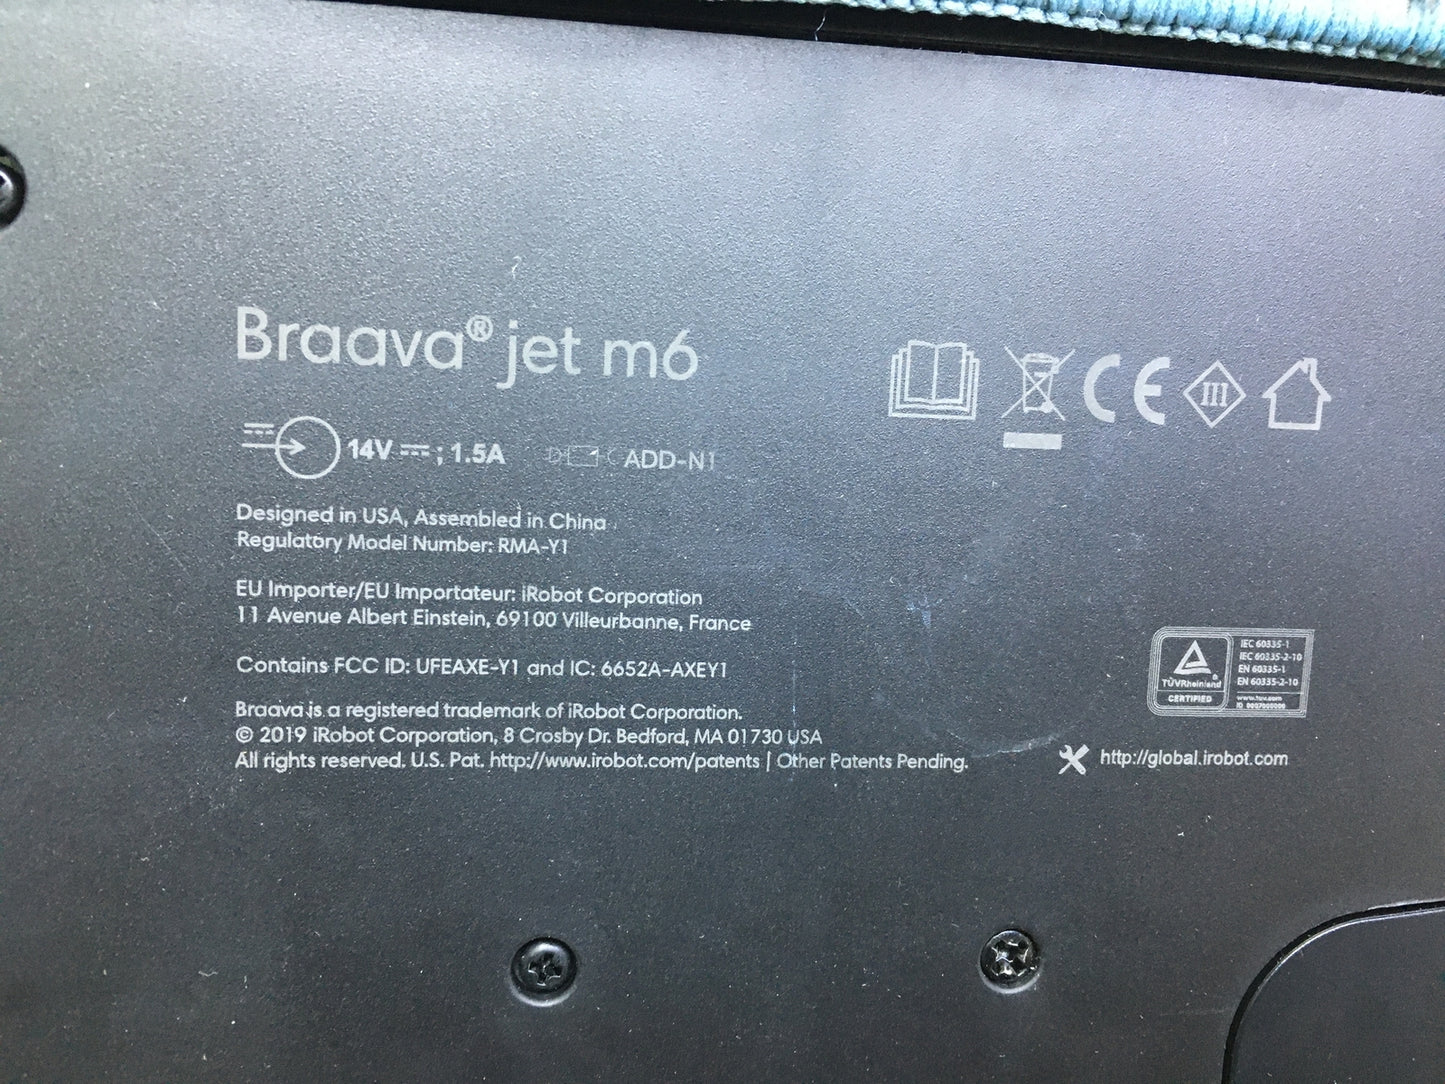 Braava® jet m6
14V ⎓ ; 1.5A ADD-N1
CE
III
Designed in USA, Assembled in China
Regulatory Model Number: RMA-Y1
EU Importer/EU Importateur: iRobot Corporation
11 Avenue Albert Einstein, 69100 Villeurbanne, France
Contains FCC ID: UFEAXE-Y1 and IC: 6652A-AXEY1
Braava is a registered trademark of iRobot Corporation.
© 2019 iRobot Corporation, 8 Crosby Dr. Bedford, MA 01730 USA
All rights reserved. U.S. Pat. http://www.irobot.com/patents | Other Patents Pending.
TÜVRheinland®
CERTIFIED
IEC 60335-1
IEC 60335-2-10
EN 60335-1
EN 60335-2-10
www.tuv.com
ID
http://global.irobot.com